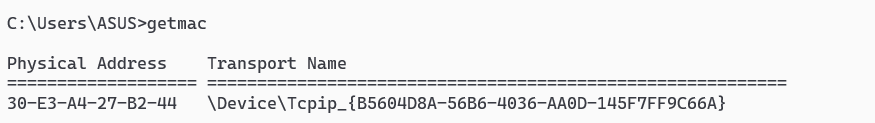 C:\Users\ASUS>getmac
Physical Address    Transport Name
=================== ==========================================================
30-E3-A4-27-B2-44   \Device\Tcpip_{B5604D8A-56B6-4036-AA0D-145F7FF9C66A}